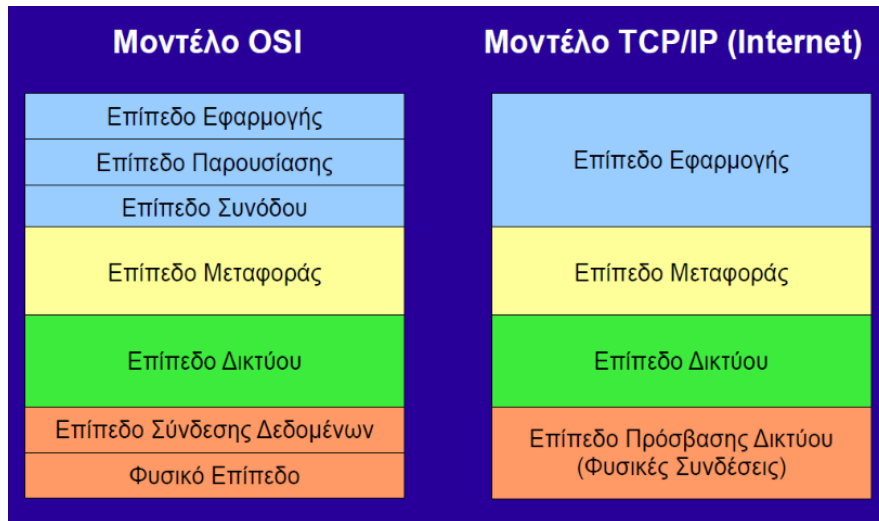 Μοντέλο OSI
Επίπεδο Εφαρμογής
Επίπεδο Παρουσίασης
Επίπεδο Συνόδου
Επίπεδο Μεταφοράς
Επίπεδο Δικτύου
Επίπεδο Σύνδεσης Δεδομένων
Φυσικό Επίπεδο
Μοντέλο TCP/IP (Internet)
Επίπεδο Εφαρμογής
Επίπεδο Μεταφοράς
Επίπεδο Δικτύου
Επίπεδο Πρόσβασης Δικτύου
(Φυσικές Συνδέσεις)